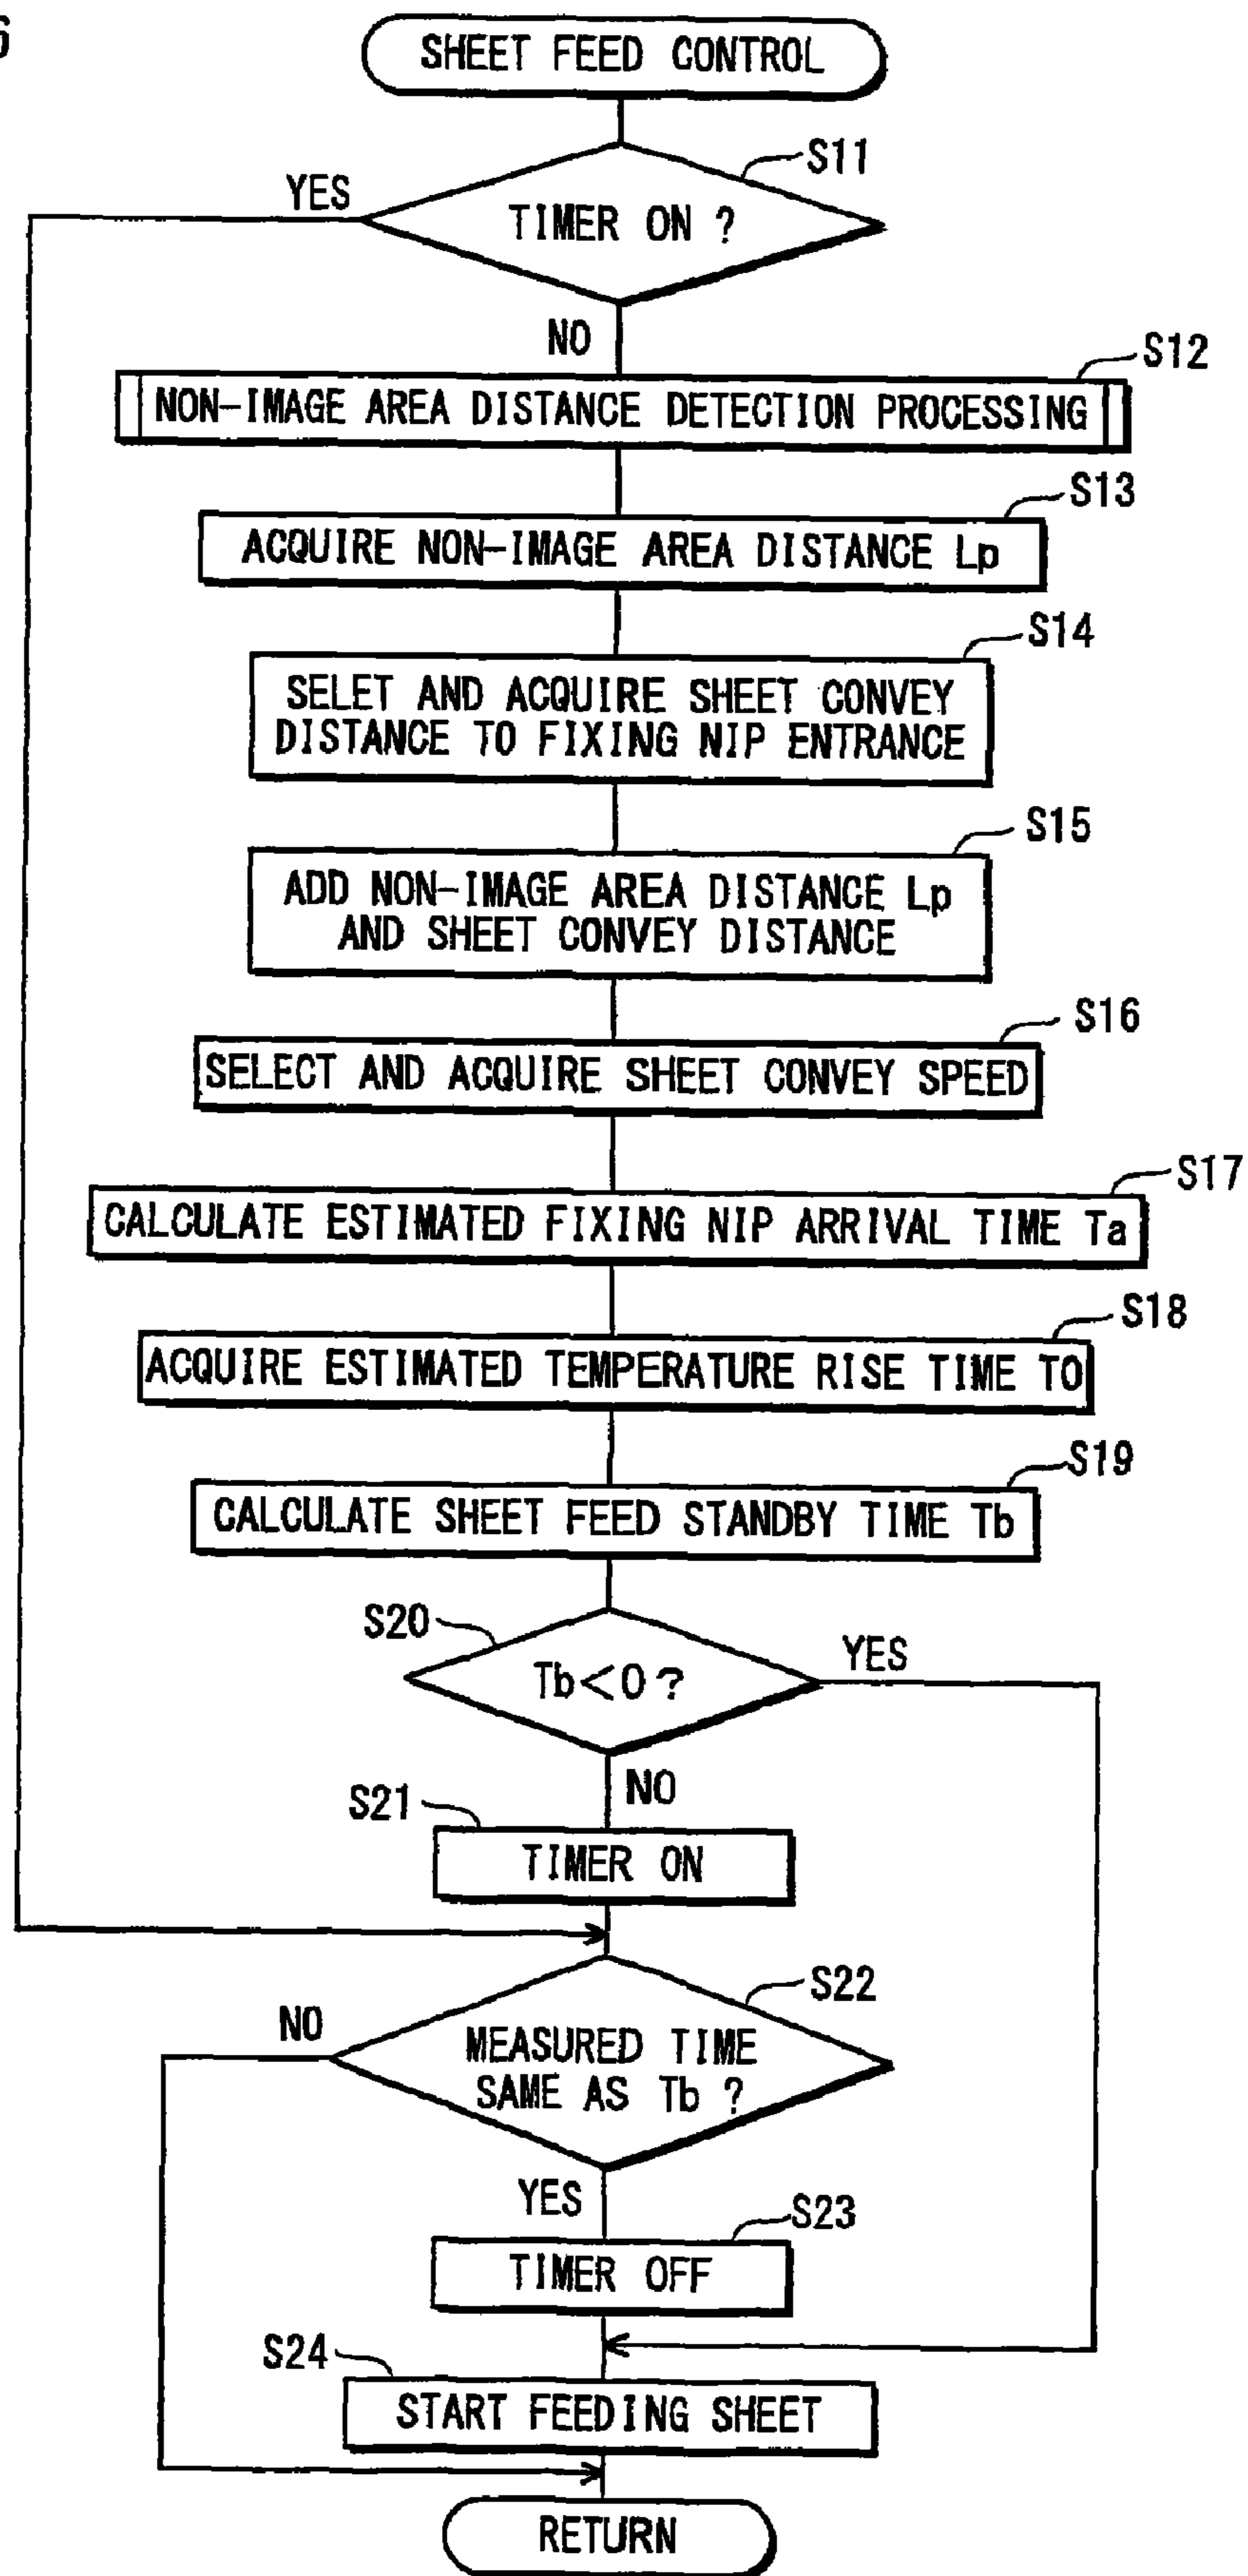 SHEET FEED CONTROL
S11
YES
TIMER ON ?
NO
S12
NON-IMAGE AREA DISTANCE DETECTION PROCESSING
S13
ACQUIRE NON-IMAGE AREA DISTANCE Lp
S14
SELET AND ACQUIRE SHEET CONVEY
DISTANCE TO FIXING NIP ENTRANCE
S15
ADD NON-IMAGE AREA DISTANCE Lp
AND SHEET CONVEY DISTANCE
S16
SELECT AND ACQUIRE SHEET CONVEY SPEED
S17
CALCULATE ESTIMATED FIXING NIP ARRIVAL TIME Ta
S18
ACQUIRE ESTIMATED TEMPERATURE RISE TIME T0
S19
CALCULATE SHEET FEED STANDBY TIME Tb
S20
Tb<0?
YES
NO
S21
TIMER ON
S22
NO
MEASURED TIME
SAME AS Tb ?
YES
S23
TIMER OFF
S24
START FEEDING SHEET
RETURN